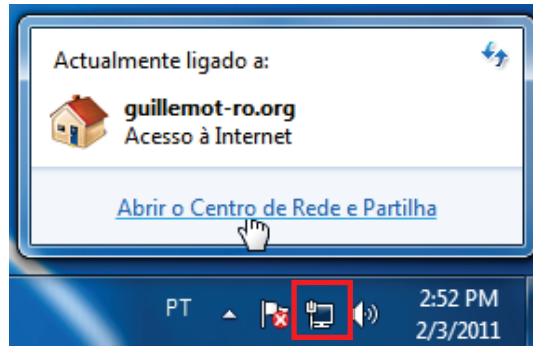 Actualmente ligado a:
guillemot-ro.org
Acesso à Internet
Abrir o Centro de Rede e Partilha
PT
2:52 PM
2/3/2011